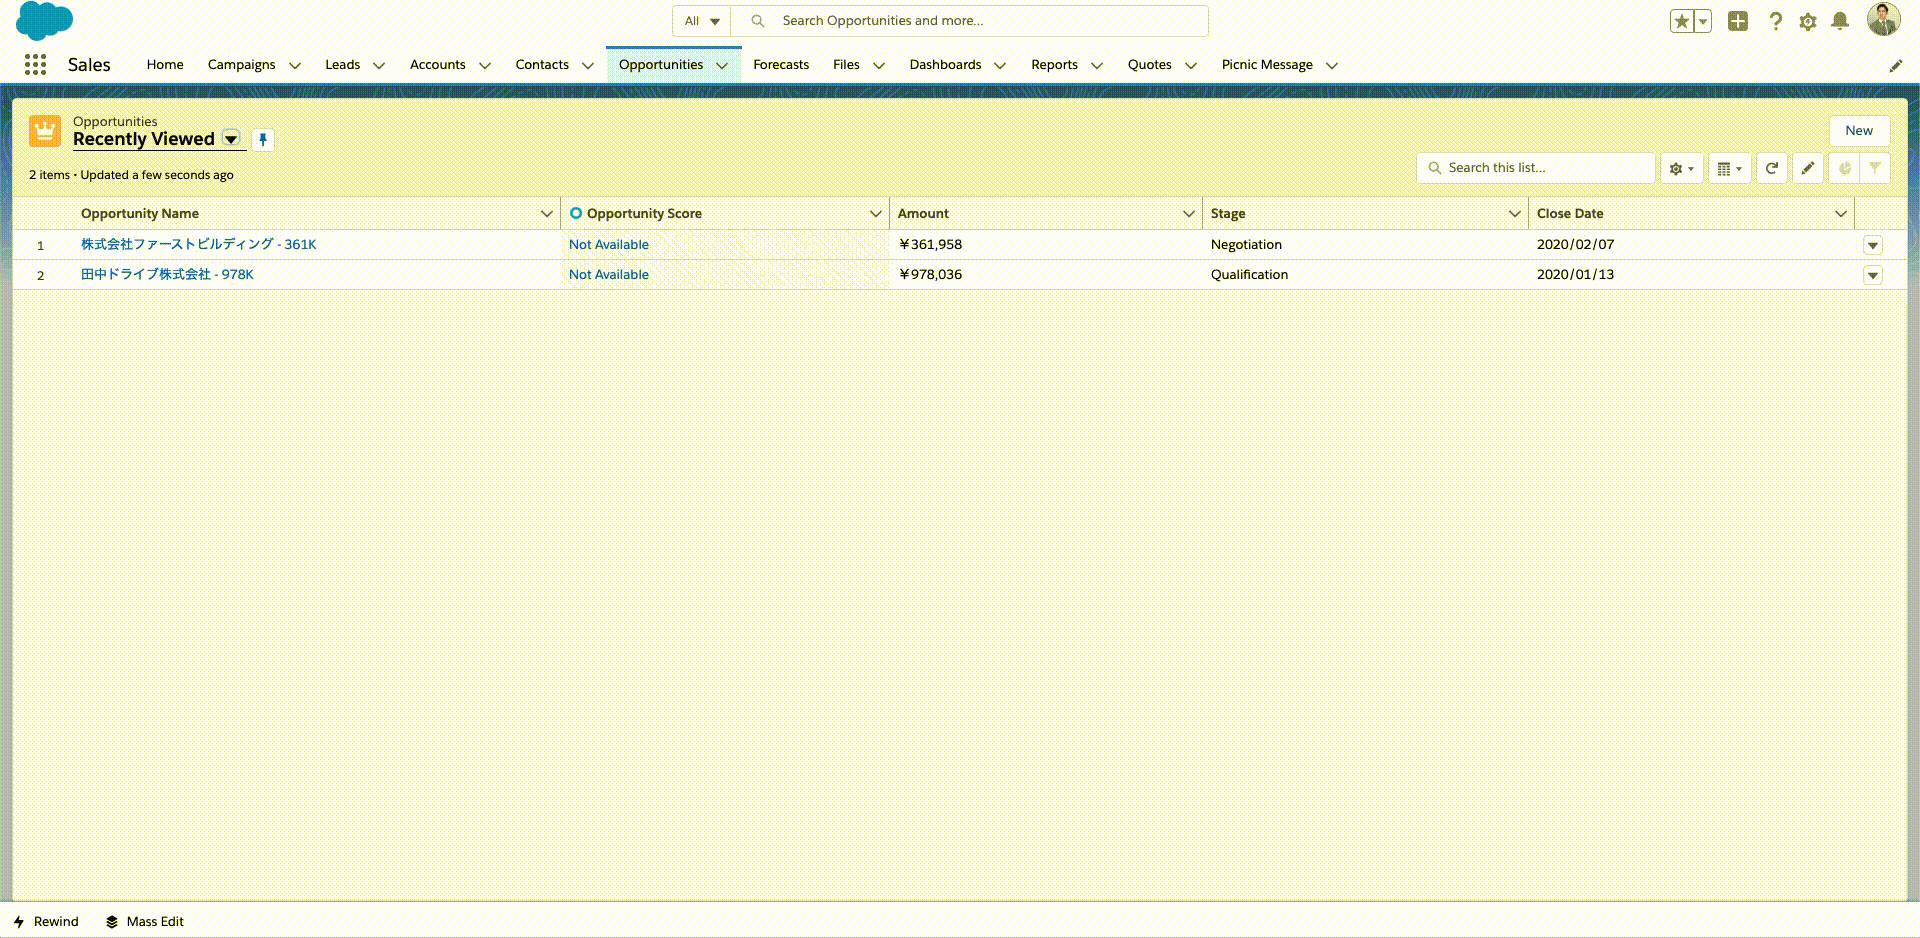 All Search Opportunities and more...
Sales Home Campaigns Leads Accounts Contacts Opportunities Forecasts Files Dashboards Reports Quotes Picnic Message
Opportunities
Recently Viewed
New
2 items • Updated a few seconds ago
Search this list...
Opportunity Name Opportunity Score Amount Stage Close Date
1 株式会社ファーストビルディング - 361K Not Available ¥361,958 Negotiation 2020/02/07
2 田中ドライブ株式会社 - 978K Not Available ¥978,036 Qualification 2020/01/13
Rewind Mass Edit